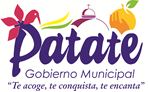 Patate
Gobierno Municipal
"Te acoge, te conquista, te encanta"